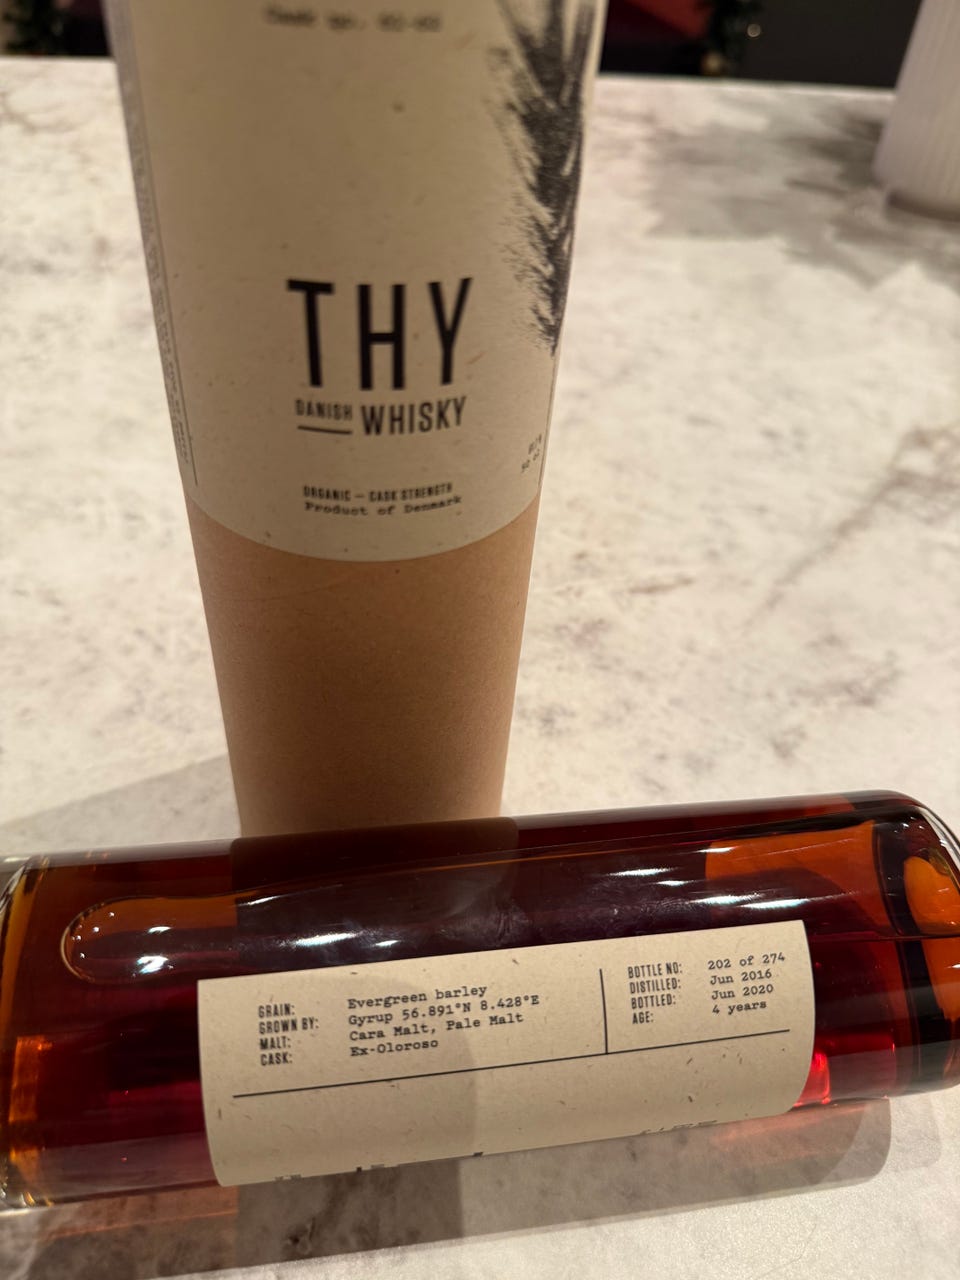 THY
DANISH WHISKY
ORGANIC — CASK STRENGTH
Product of Denmark
GRAIN: Evergreen barley
GROWN BY: Gyrup 56.891°N 8.428°E
MALT: Cara Malt, Pale Malt
CASK: Ex-Oloroso
BOTTLE NO: 202 of 274
DISTILLED: Jun 2016
BOTTLED: Jun 2020
AGE: 4 years